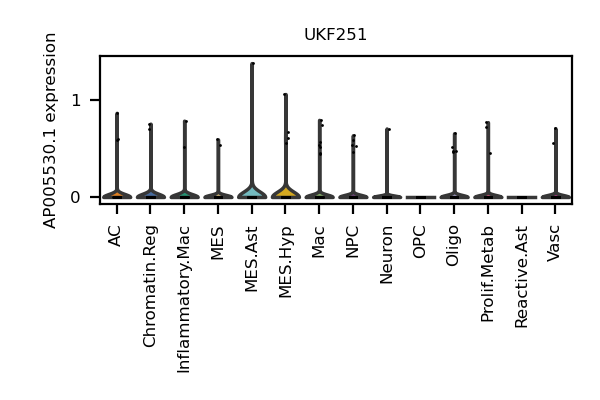 UKF251
AP005530.1 expression
1
0
AC
Chromatin.Reg
Inflammatory.Mac
MES
MES.Ast
MES.Hyp
Mac
NPC
Neuron
OPC
Oligo
Prolif.Metab
Reactive.Ast
Vasc